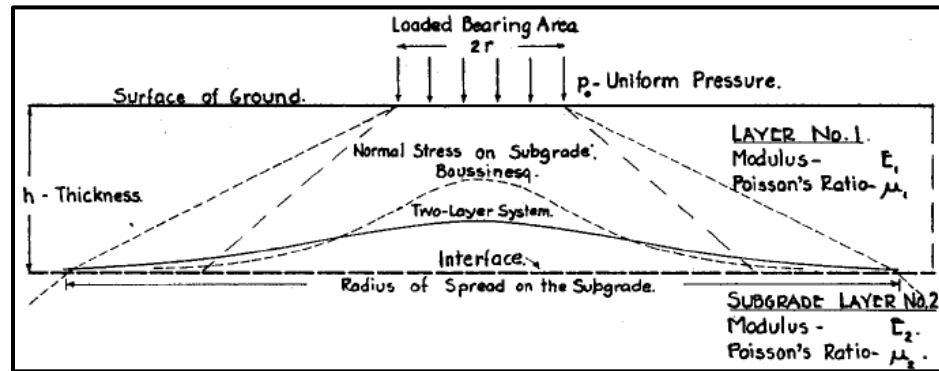 Loaded Bearing Area
2r
p₀- Uniform Pressure.
Surface of Ground.
LAYER No.1.
Modulus- E₁
Poisson's Ratio- μ₁
Normal Stress on Subgrade.
Boussinesq.
h - Thickness.
Two-Layer System.
Interface.
Radius of Spread on the Subgrade.
SUBGRADE LAYER No.2
Modulus - E₂.
Poisson's Ratio- μ₂.